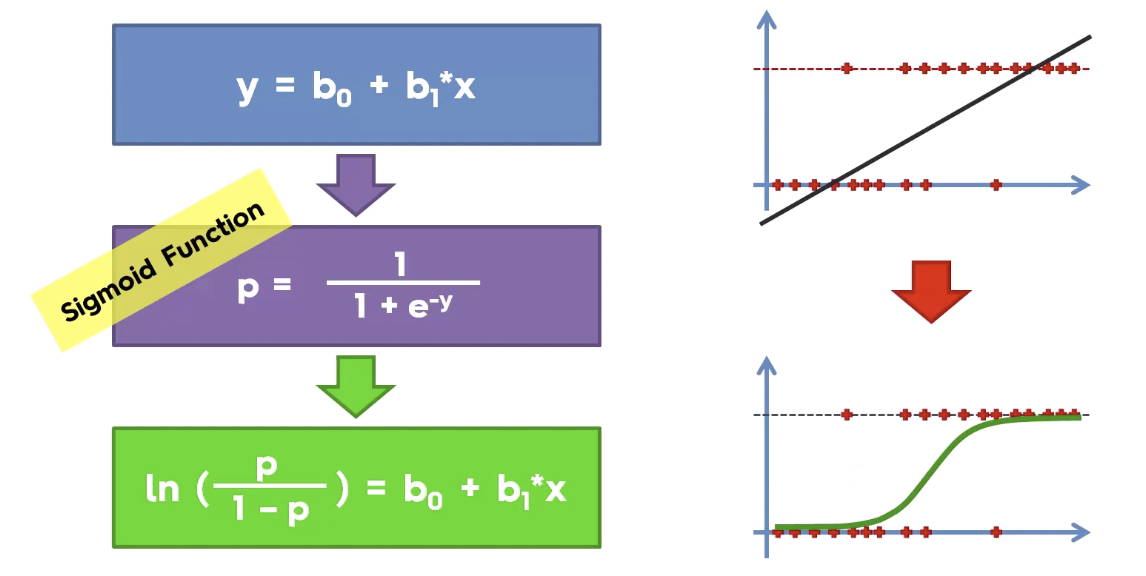 y = b₀ + b₁*x
Sigmoid Function
p = 1 / 1 + e⁻ʸ
ln ( p / 1 - p ) = b₀ + b₁*x